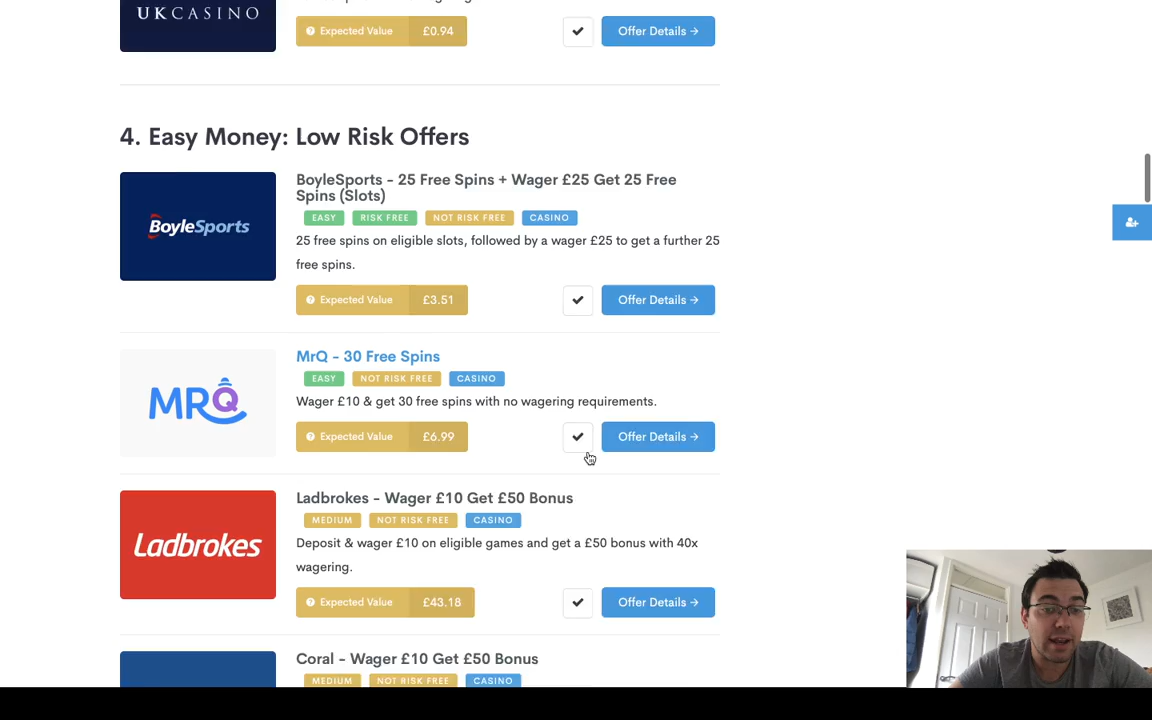 UKCASINO
Expected Value £0.94
Offer Details →
4. Easy Money: Low Risk Offers
BoyleSports - 25 Free Spins + Wager £25 Get 25 Free
Spins (Slots)
EASY RISK FREE NOT RISK FREE CASINO
BoyleSports
25 free spins on eligible slots, followed by a wager £25 to get a further 25
free spins.
Expected Value £3.51
Offer Details →
MrQ - 30 Free Spins
EASY NOT RISK FREE CASINO
MRQ
Wager £10 & get 30 free spins with no wagering requirements.
Expected Value £6.99
Offer Details →
Ladbrokes - Wager £10 Get £50 Bonus
MEDIUM NOT RISK FREE CASINO
Ladbrokes
Deposit & wager £10 on eligible games and get a £50 bonus with 40x
wagering.
Expected Value £43.18
Offer Details →
Coral - Wager £10 Get £50 Bonus
MEDIUM NOT RISK FREE CASINO